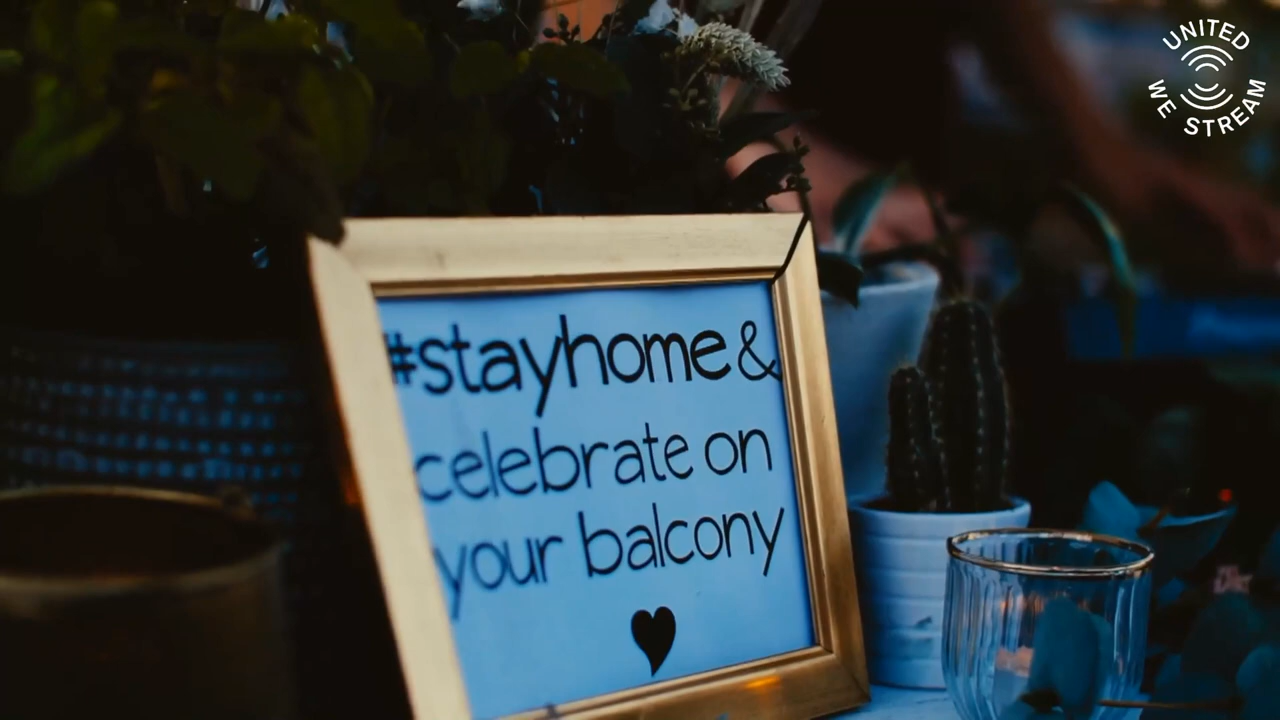 UNITED
WE STREAM
#stayhome &
celebrate on
your balcony